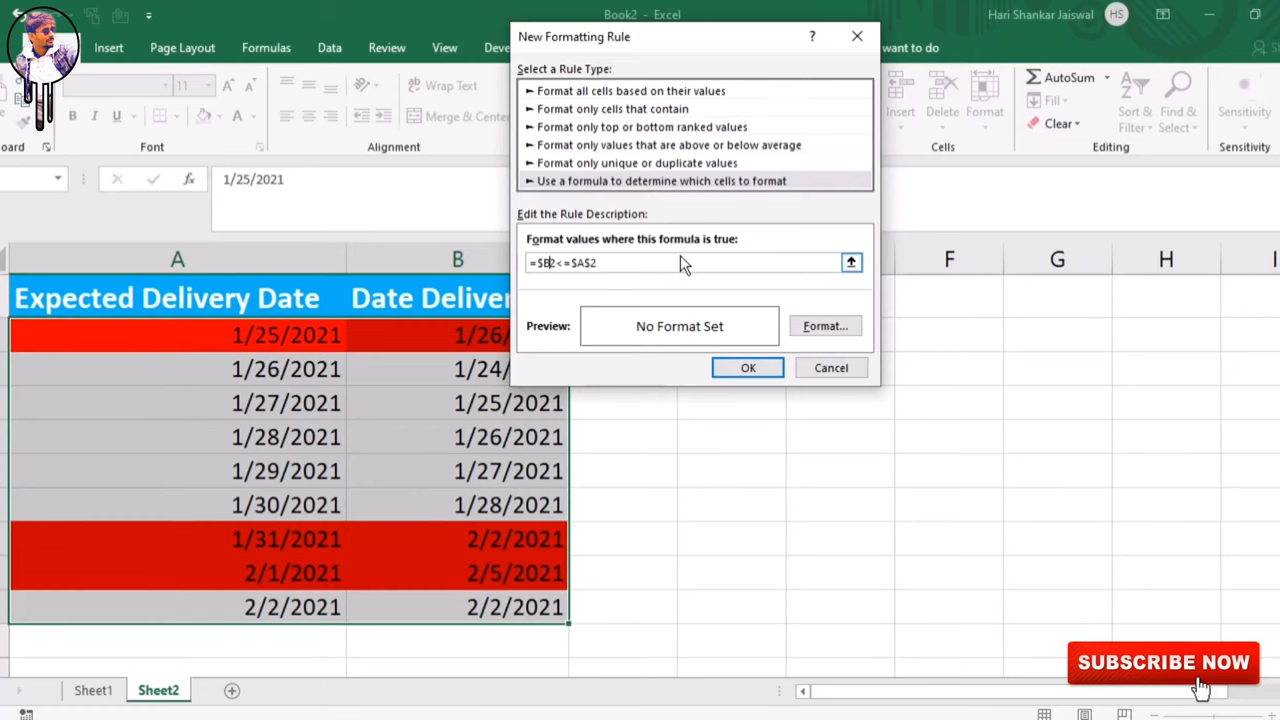 Book2 - Excel
Hari Shankar Jaiswal
HS
Insert
Page Layout
Formulas
Data
Review
View
want to do
11
Wrap Text
Merge & Center
Insert
Delete
Format
AutoSum
Fill
Clear
Sort &
Filter
Find &
Select
Sensitivity
oard
Font
Alignment
Cells
Editing
Sensitivity
1/25/2021
New Formatting Rule
?
Select a Rule Type:
► Format all cells based on their values
► Format only cells that contain
► Format only top or bottom ranked values
► Format only values that are above or below average
► Format only unique or duplicate values
► Use a formula to determine which cells to format
Edit the Rule Description:
Format values where this formula is true:
=$B2<=$A$2
Preview:
No Format Set
Format...
OK
Cancel
A
B
F
G
H
I
Expected Delivery Date
Date Deliver
1/25/2021
1/26/
1/26/2021
1/24/
1/27/2021
1/25/2021
1/28/2021
1/26/2021
1/29/2021
1/27/2021
1/30/2021
1/28/2021
1/31/2021
2/2/2021
2/1/2021
2/5/2021
2/2/2021
2/2/2021
SUBSCRIBE NOW
Sheet1
Sheet2